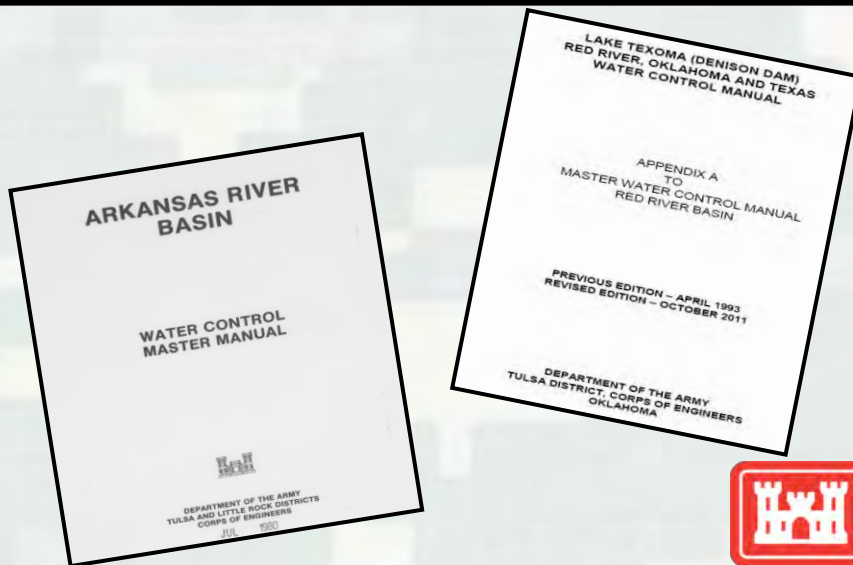 ARKANSAS RIVER
BASIN
WATER CONTROL
MASTER MANUAL
DEPARTMENT OF THE ARMY
TULSA AND LITTLE ROCK DISTRICTS
CORPS OF ENGINEERS
JUL 1980
LAKE TEXOMA (DENISON DAM)
RED RIVER, OKLAHOMA AND TEXAS
WATER CONTROL MANUAL
APPENDIX A
TO
MASTER WATER CONTROL MANUAL
RED RIVER BASIN
PREVIOUS EDITION – APRIL 1993
REVISED EDITION – OCTOBER 2011
DEPARTMENT OF THE ARMY
TULSA DISTRICT, CORPS OF ENGINEERS
OKLAHOMA